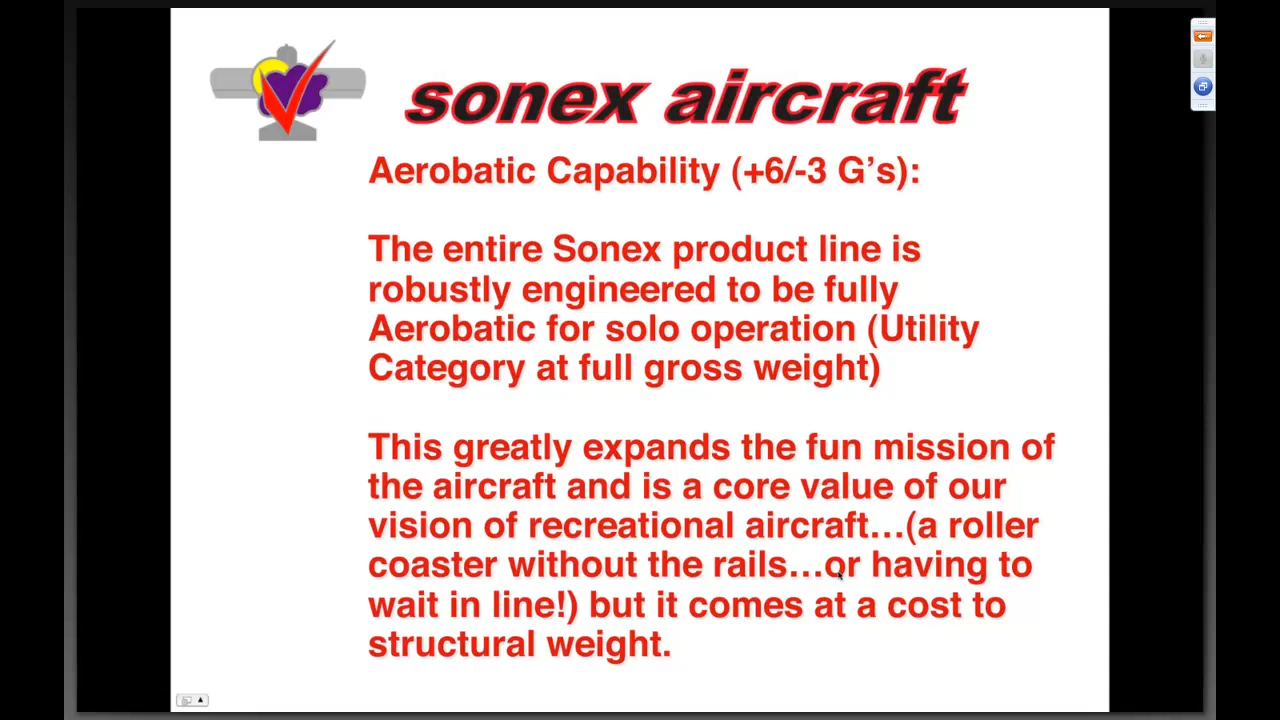 sonex aircraft
Aerobatic Capability (+6/-3 G’s):
The entire Sonex product line is
robustly engineered to be fully
Aerobatic for solo operation (Utility
Category at full gross weight)
This greatly expands the fun mission of
the aircraft and is a core value of our
vision of recreational aircraft…(a roller
coaster without the rails…or having to
wait in line!) but it comes at a cost to
structural weight.